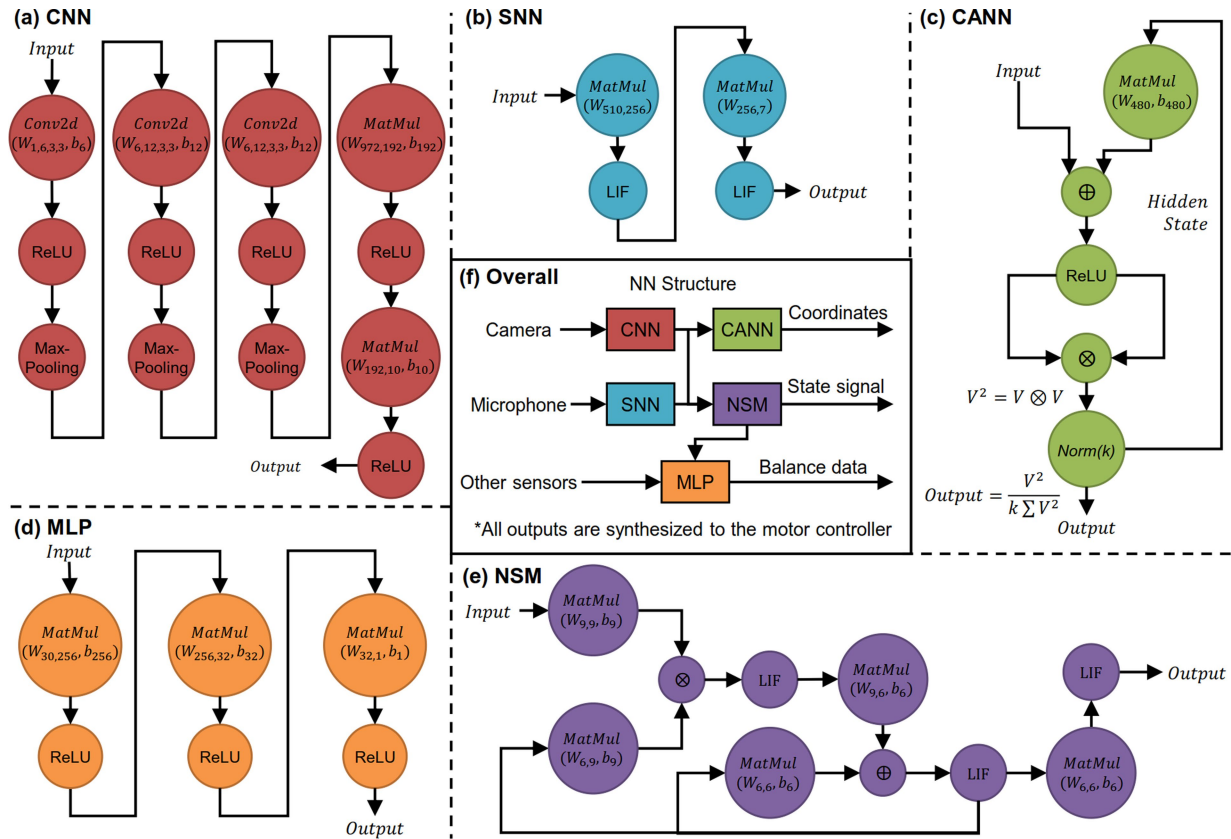 (a) CNN
Input
Conv2d
(W1,6,3,3, b6)
ReLU
Max-
Pooling
Conv2d
(W6,12,3,3, b12)
ReLU
Max-
Pooling
Conv2d
(W6,12,3,3, b12)
ReLU
Max-
Pooling
MatMul
(W972,192, b192)
ReLU
MatMul
(W192,10, b10)
ReLU
Output
(b) SNN
Input
MatMul
(W510,256)
LIF
MatMul
(W256,7)
LIF
Output
(c) CANN
Input
MatMul
(W480, b480)
⊕
Hidden
State
ReLU
⊗
V² = V ⊗ V
Norm(k)
Output = V² / k ∑ V²
Output
(f) Overall
NN Structure
Camera
CNN
CANN
Coordinates
Microphone
SNN
NSM
State signal
Other sensors
MLP
Balance data
*All outputs are synthesized to the motor controller
(d) MLP
Input
MatMul
(W30,256, b256)
ReLU
MatMul
(W256,32, b32)
ReLU
MatMul
(W32,1, b1)
ReLU
Output
(e) NSM
Input
MatMul
(W9,9, b9)
⊗
LIF
MatMul
(W9,6, b6)
MatMul
(W6,9, b9)
MatMul
(W6,6, b6)
⊕
LIF
MatMul
(W6,6, b6)
LIF
Output